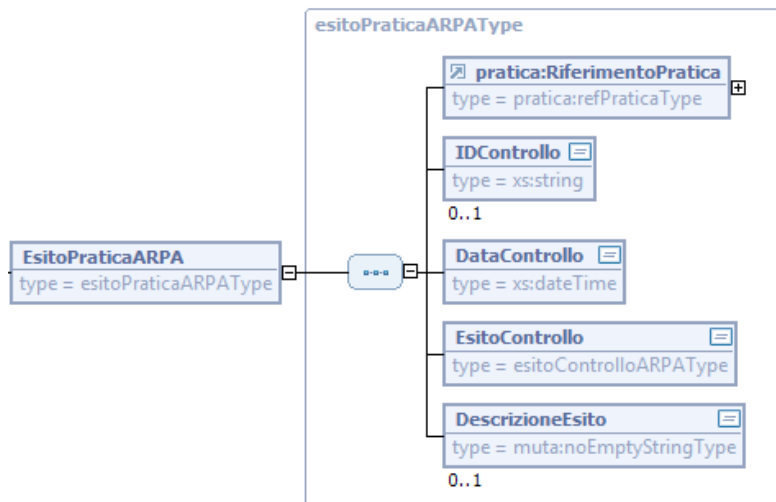 esitoPraticaARPAType
pratica:RiferimentoPratica
type = pratica:refPraticaType
IDControllo
type = xs:string
0..1
EsitoPraticaARPA
type = esitoPraticaARPAType
DataControllo
type = xs:dateTime
EsitoControllo
type = esitoControlloARPAType
DescrizioneEsito
type = muta:noEmptyStringType
0..1